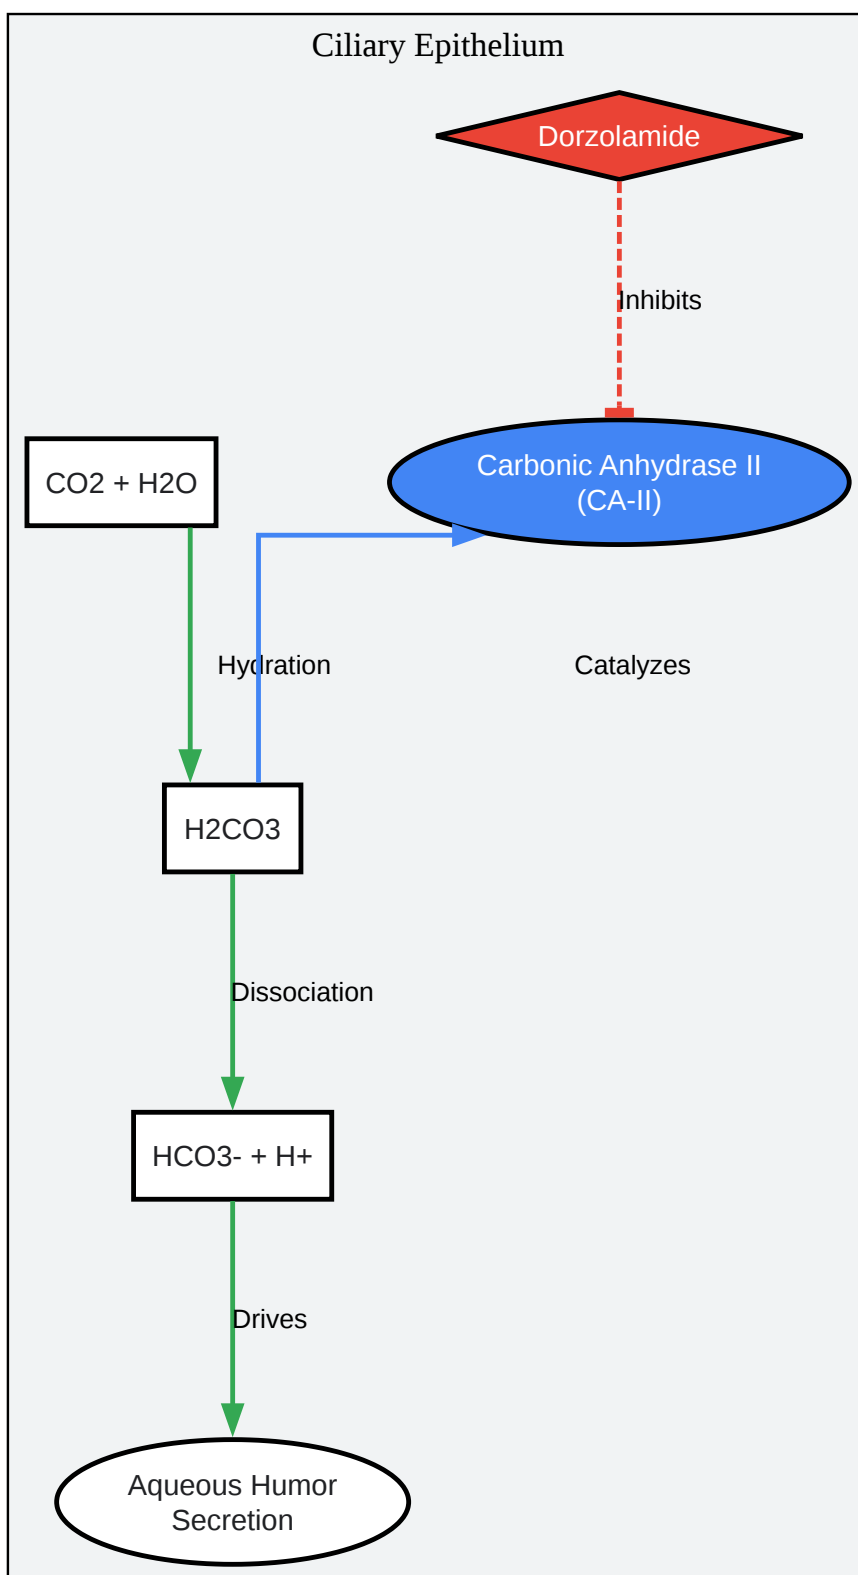 Ciliary Epithelium
Dorzolamide
Inhibits
Carbonic Anhydrase II
(CA-II)
CO2 + H2O
Hydration
Catalyzes
H2CO3
Dissociation
HCO3- + H+
Drives
Aqueous Humor
Secretion